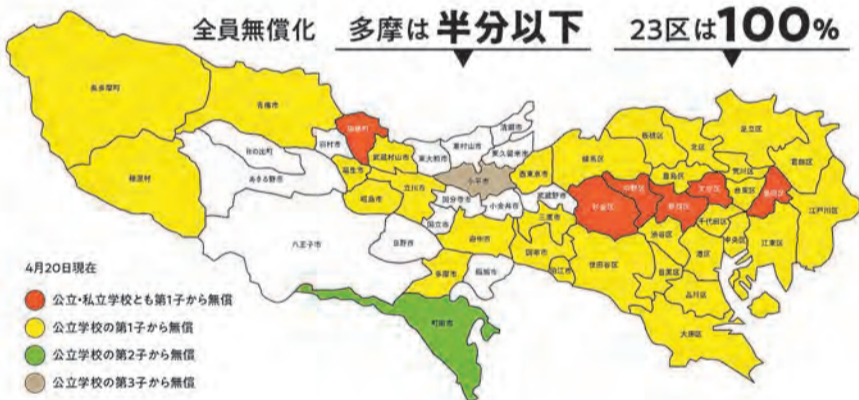 全員無償化 多摩は半分以下 23区は100%
奥多摩町
青梅市
瑞穂町
檜原村
日の出町
羽村市
あきる野市
福生市
武蔵村山市
東大和市
東村山市
清瀬市
東久留米市
昭島市
立川市
小平市
西東京市
国分寺市
小金井市
武蔵野市
国立市
八王子市
日野市
府中市
三鷹市
調布市
多摩市
稲城市
狛江市
町田市
練馬区
板橋区
北区
足立区
豊島区
荒川区
葛飾区
杉並区
中野区
新宿区
文京区
台東区
墨田区
江戸川区
渋谷区
千代田区
中央区
江東区
世田谷区
目黒区
港区
品川区
大田区
4月20日現在
公立・私立学校とも第1子から無償
公立学校の第1子から無償
公立学校の第2子から無償
公立学校の第3子から無償